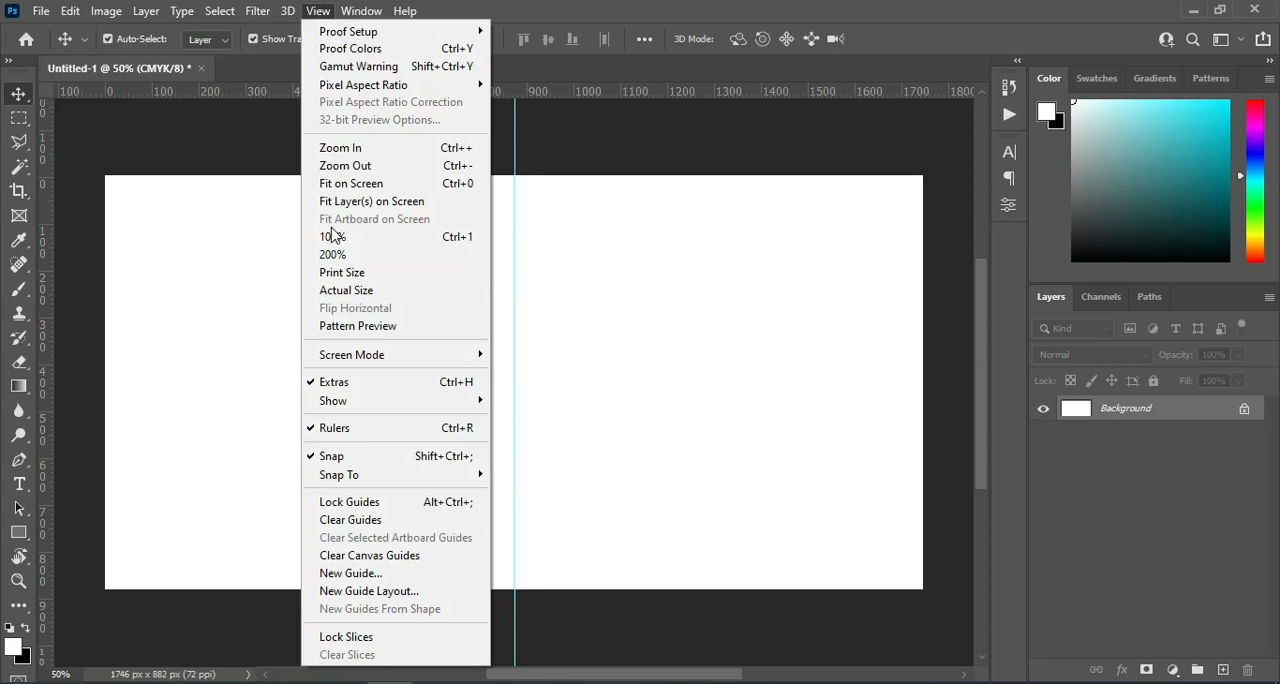 Ps File Edit Image Layer Type Select Filter 3D View Window Help
Auto-Select: Layer Show Tra 3D Mode:
Untitled-1 @ 50% (CMYK/8) * ×
100 0 100 200 300 900 1000 1100 1200 1300 1400 1500 1600 1700 1800
Proof Setup
Proof Colors Ctrl+Y
Gamut Warning Shift+Ctrl+Y
Pixel Aspect Ratio
Pixel Aspect Ratio Correction
32-bit Preview Options...
Zoom In Ctrl++
Zoom Out Ctrl+-
Fit on Screen Ctrl+0
Fit Layer(s) on Screen
Fit Artboard on Screen
100% Ctrl+1
200%
Print Size
Actual Size
Flip Horizontal
Pattern Preview
Screen Mode
Extras Ctrl+H
Show
Rulers Ctrl+R
Snap Shift+Ctrl+;
Snap To
Lock Guides Alt+Ctrl+;
Clear Guides
Clear Selected Artboard Guides
Clear Canvas Guides
New Guide...
New Guide Layout...
New Guides From Shape
Lock Slices
Clear Slices
Color Swatches Gradients Patterns
Layers Channels Paths
Kind
Normal Opacity: 100%
Lock: Fill: 100%
Background
50% 1746 px x 882 px (72 ppi)